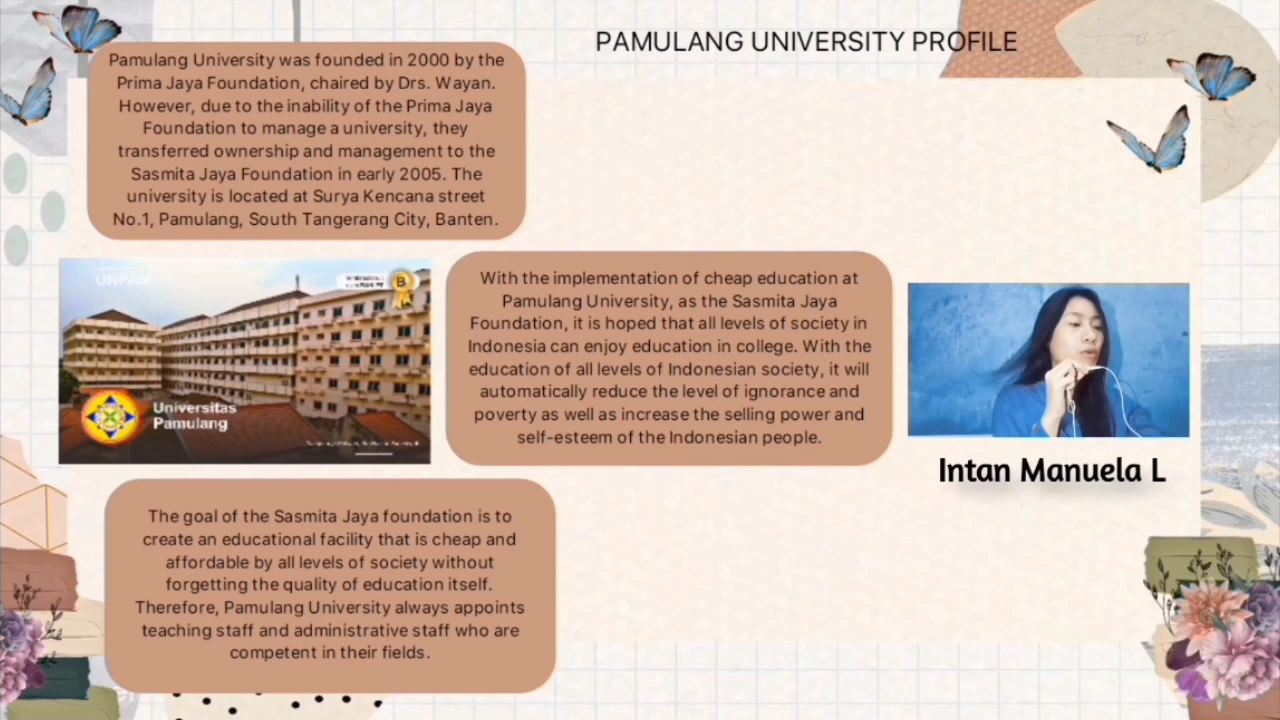 PAMULANG UNIVERSITY PROFILE
Pamulang University was founded in 2000 by the
Prima Jaya Foundation, chaired by Drs. Wayan.
However, due to the inability of the Prima Jaya
Foundation to manage a university, they
transferred ownership and management to the
Sasmita Jaya Foundation in early 2005. The
university is located at Surya Kencana street
No.1, Pamulang, South Tangerang City, Banten.
UNPAM
B
Universitas
Pamulang
With the implementation of cheap education at
Pamulang University, as the Sasmita Jaya
Foundation, it is hoped that all levels of society in
Indonesia can enjoy education in college. With the
education of all levels of Indonesian society, it will
automatically reduce the level of ignorance and
poverty as well as increase the selling power and
self-esteem of the Indonesian people.
Intan Manuela L
The goal of the Sasmita Jaya foundation is to
create an educational facility that is cheap and
affordable by all levels of society without
forgetting the quality of education itself.
Therefore, Pamulang University always appoints
teaching staff and administrative staff who are
competent in their fields.